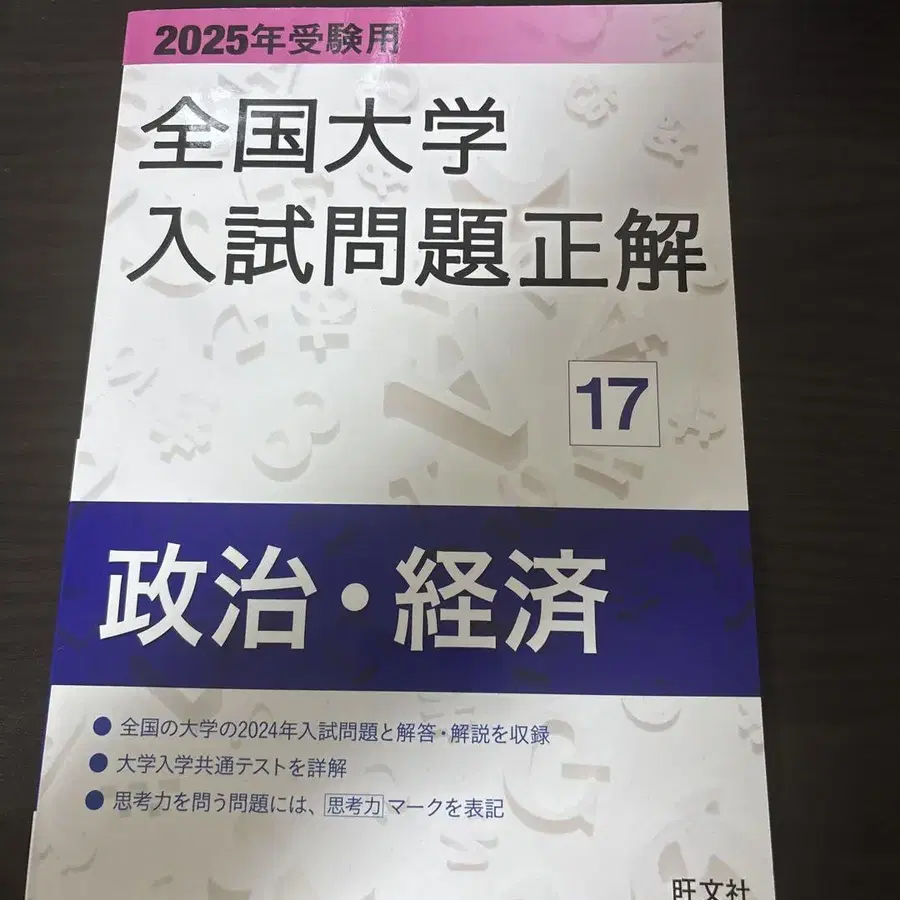 2025年受験用
全国大学
入試問題正解
17
政治・経済
● 全国の大学の2024年入試問題と解答・解説を収録
● 大学入学共通テストを詳解
● 思考力を問う問題には、思考力マークを表記
旺文社